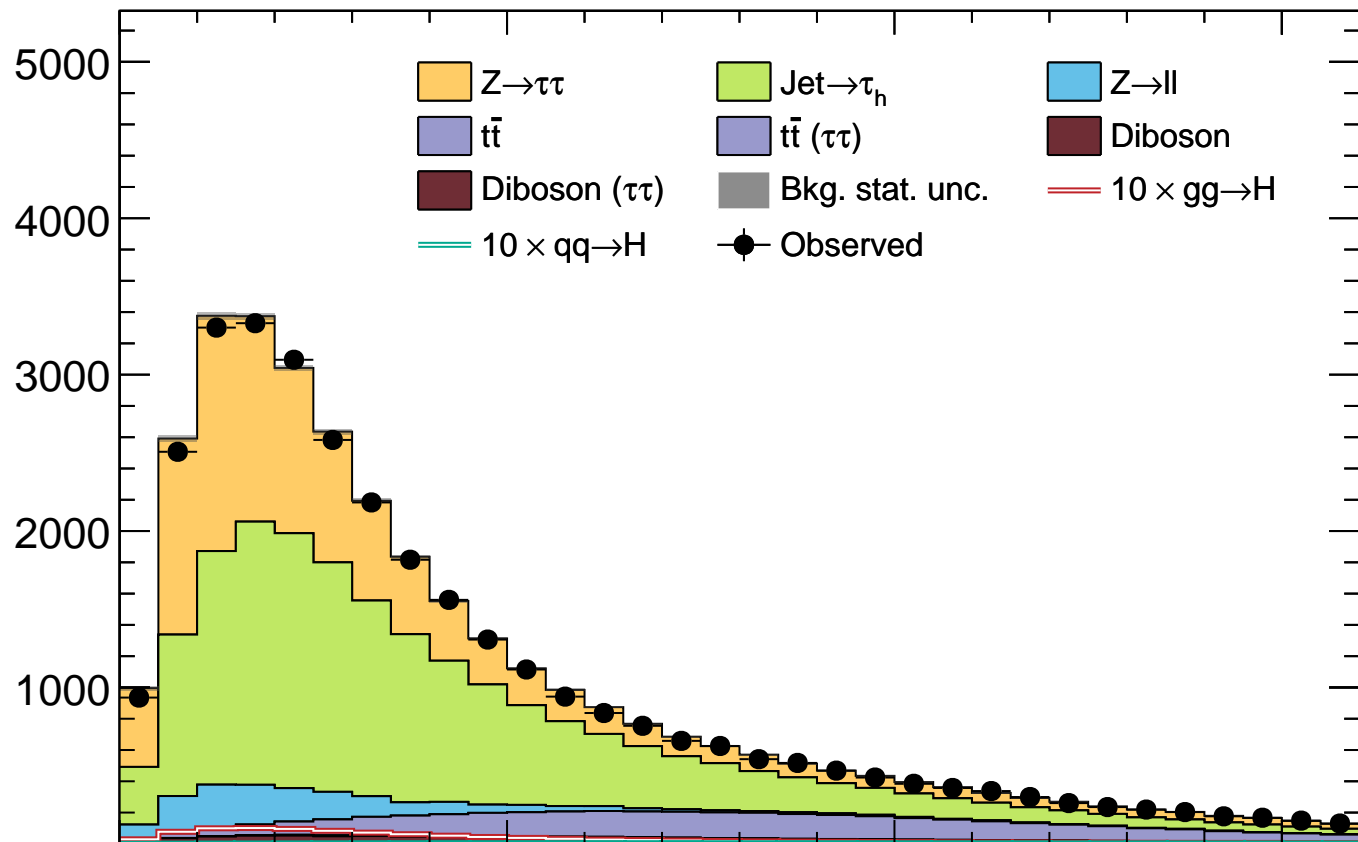 5000
4000
3000
2000
1000
Z→ττ Jet→τₕ Z→ll
tt̄ tt̄ (ττ) Diboson
Diboson (ττ) Bkg. stat. unc. 10 × gg→H
10 × qq→H Observed